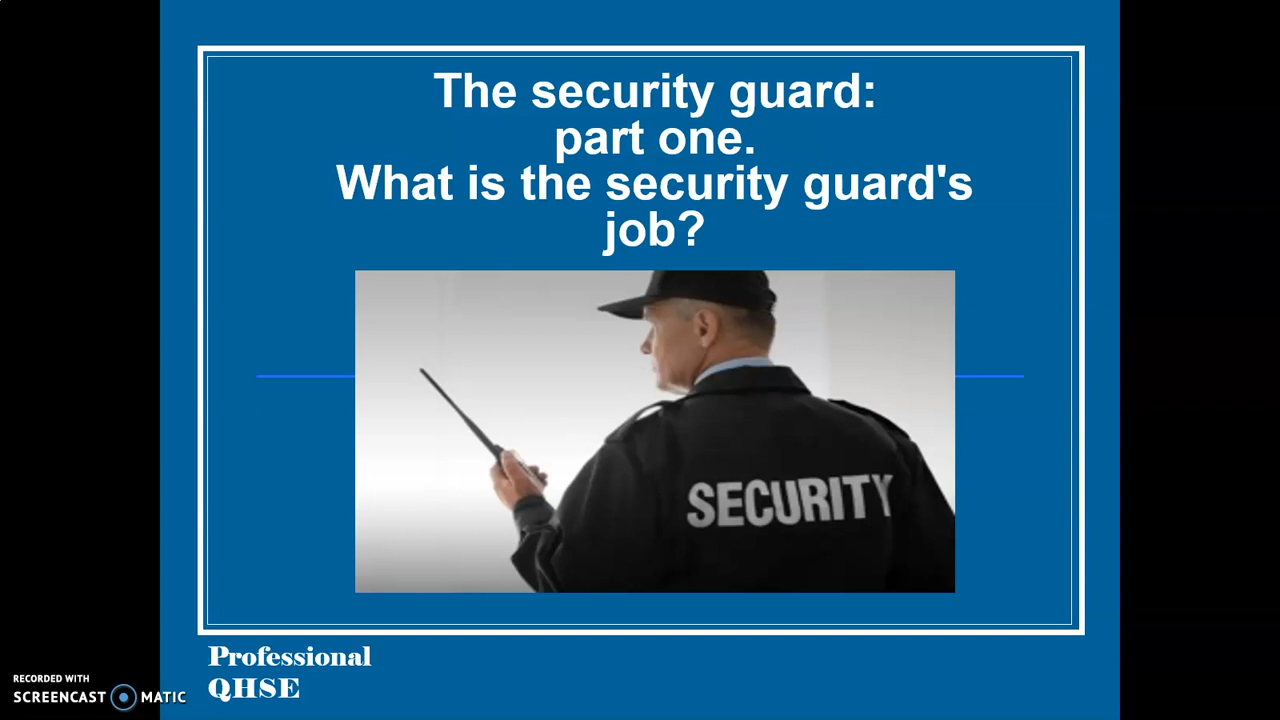 The security guard:
part one.
What is the security guard's
job?
SECURITY
Professional
QHSE
RECORDED WITH
SCREENCAST MATIC